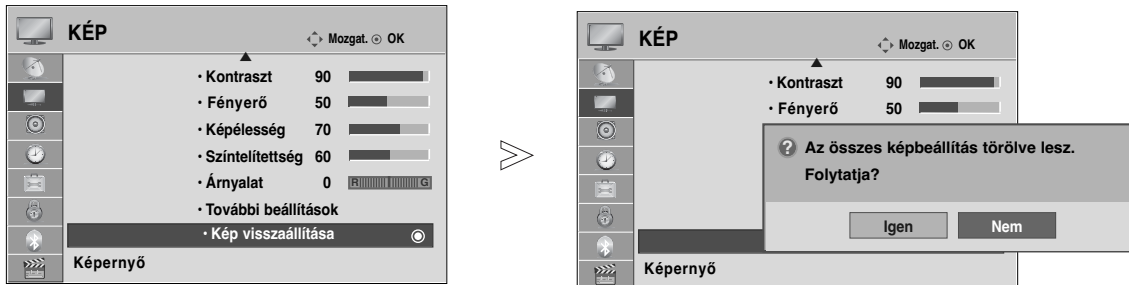 KÉP
Mozgat. OK
• Kontraszt 90
• Fényerő 50
• Képélesség 70
• Színtelítettség 60
• Árnyalat 0 R G
• További beállítások
• Kép visszaállítása
Képernyő
KÉP
Mozgat. OK
• Kontraszt 90
• Fényerő 50
Az összes képbeállítás törölve lesz.
Folytatja?
Igen Nem
Képernyő